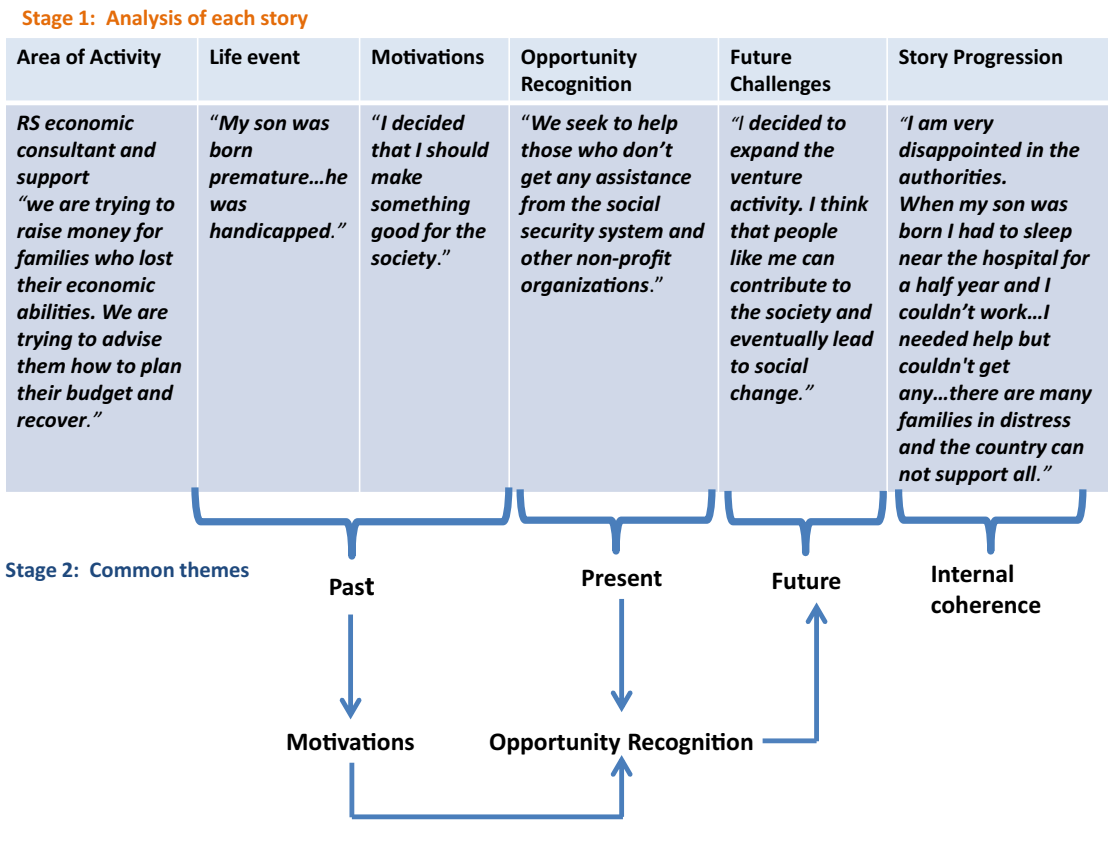 Stage 1:  Analysis of each story
Area of Activity
Life event
Motivations
Opportunity
Recognition
Future
Challenges
Story Progression
RS economic
consultant and
support
“we are trying to
raise money for
families who lost
their economic
abilities. We are
trying to advise
them how to plan
their budget and
recover.”
“My son was
born
premature…he
was
handicapped.”
“I decided
that I should
make
something
good for the
society.”
“We seek to help
those who don’t
get any assistance
from the social
security system and
other non-profit
organizations.”
“I decided to
expand the
venture
activity. I think
that people
like me can
contribute to
the society and
eventually lead
to social
change.”
“I am very
disappointed in the
authorities.
When my son was
born I had to sleep
near the hospital for
a half year and I
couldn’t work…I
needed help but
couldn't get
any…there are many
families in distress
and the country can
not support all.”
Stage 2:  Common themes
Past
Present
Future
Internal
coherence
Motivations
Opportunity Recognition